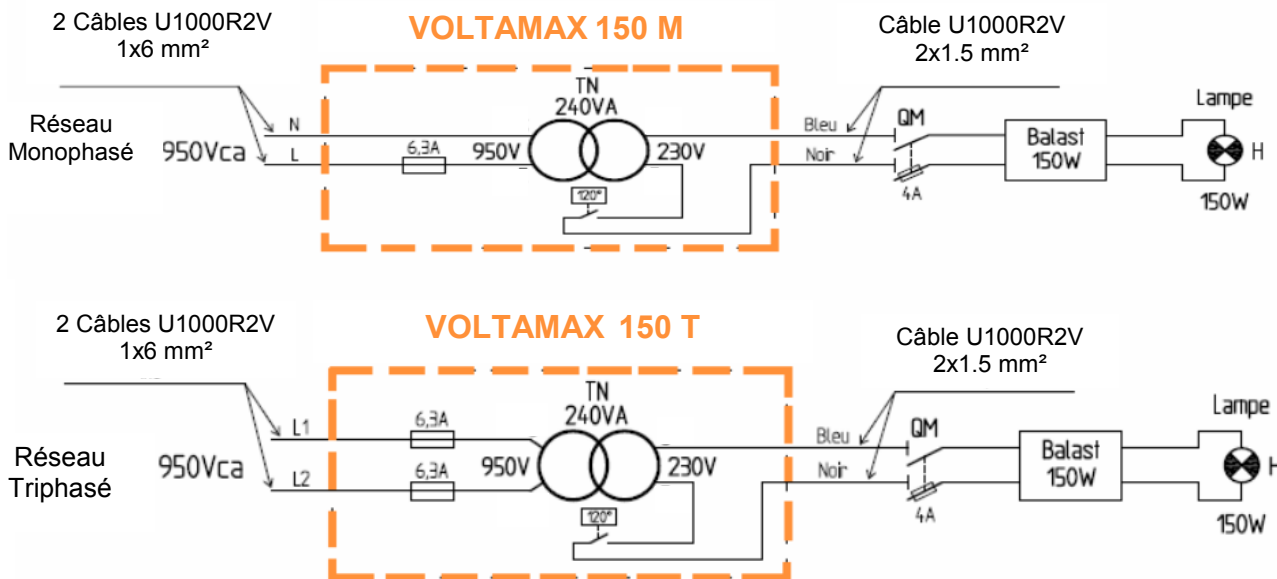 2 Câbles U1000R2V
1x6 mm²
VOLTAMAX 150 M
Câble U1000R2V
2x1.5 mm²
TN
240VA
Réseau
Monophasé
950Vca
N
L
6,3A
950V
230V
120°
Bleu
Noir
QM
4A
Balast
150W
Lampe
H
150W
2 Câbles U1000R2V
1x6 mm²
VOLTAMAX 150 T
Câble U1000R2V
2x1.5 mm²
TN
240VA
Réseau
Triphasé
950Vca
L1
L2
6,3A
6,3A
950V
230V
120°
Bleu
Noir
QM
4A
Balast
150W
Lampe
H
150W